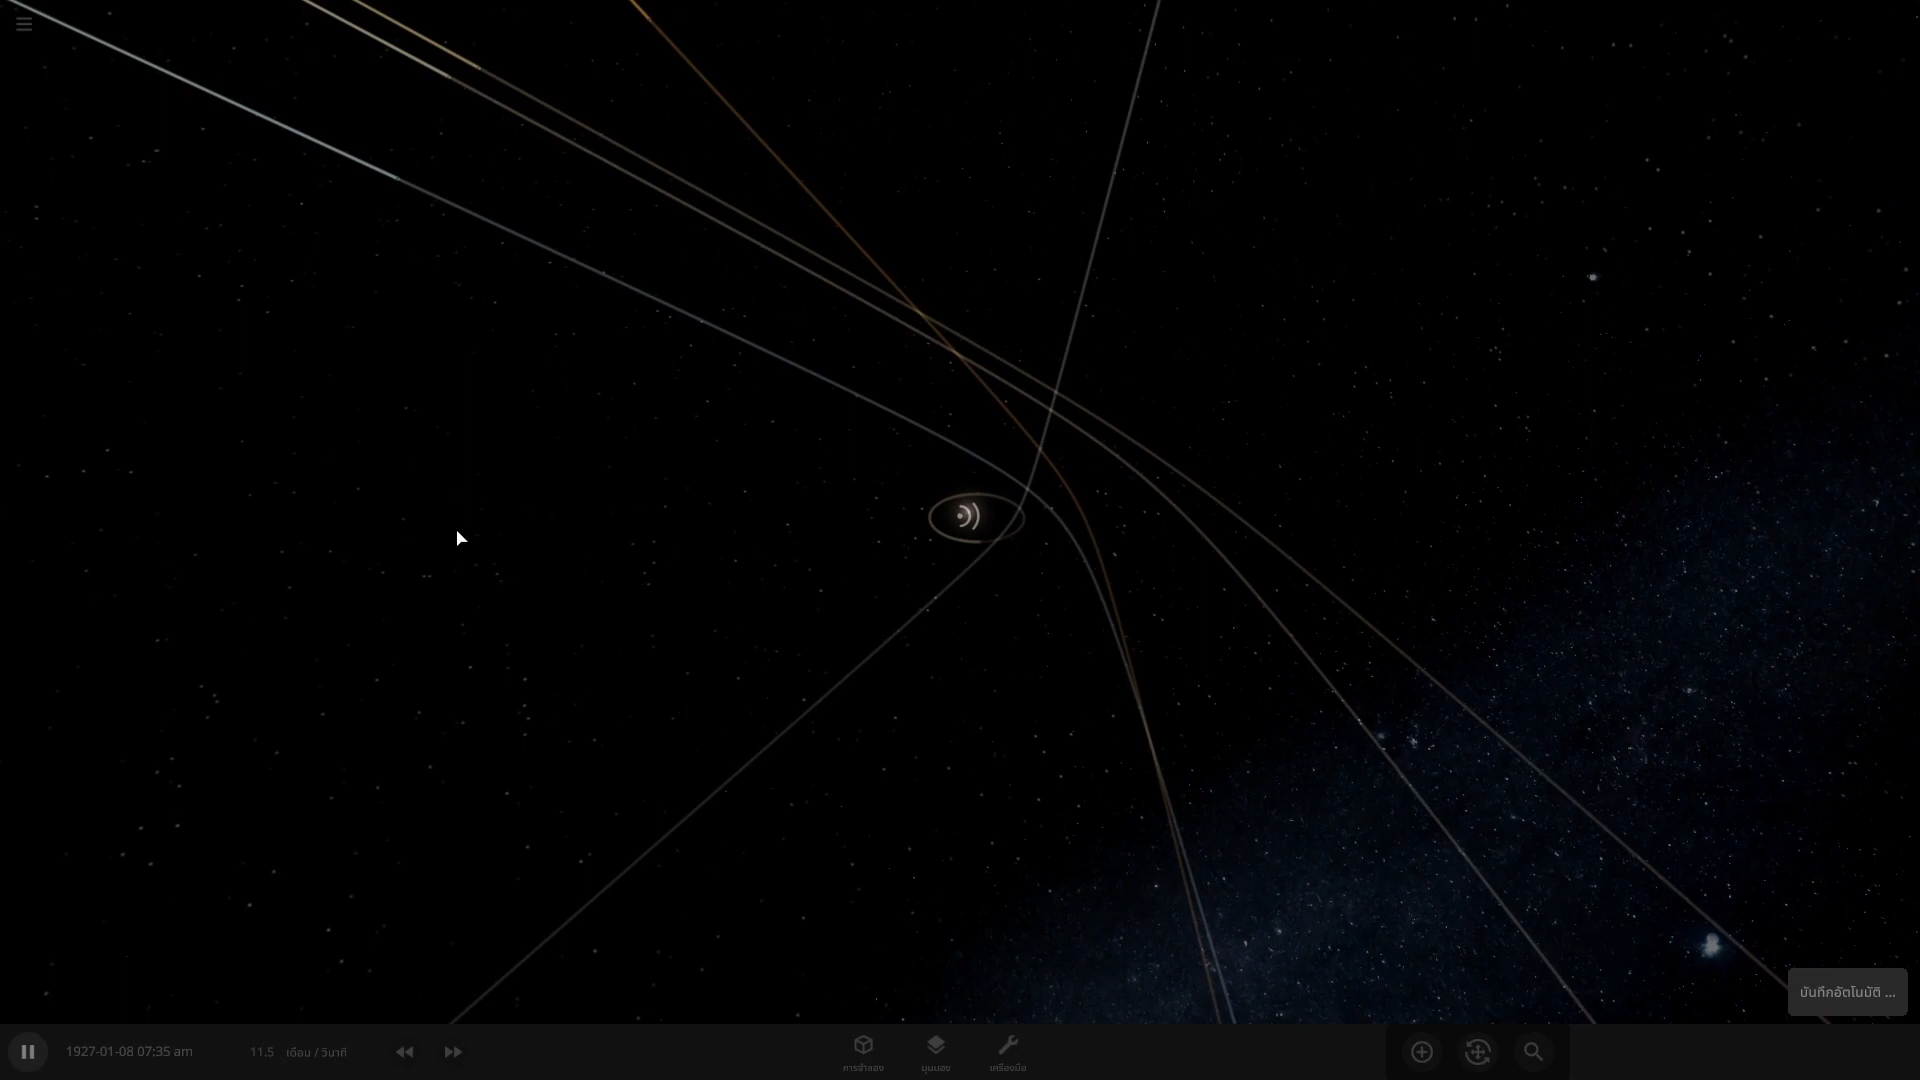 บันทึกอัตโนมัติ ...
1927-01-08 07:35 am 11.5 เดือน / วินาที
การจำลอง มุมมอง เครื่องมือ